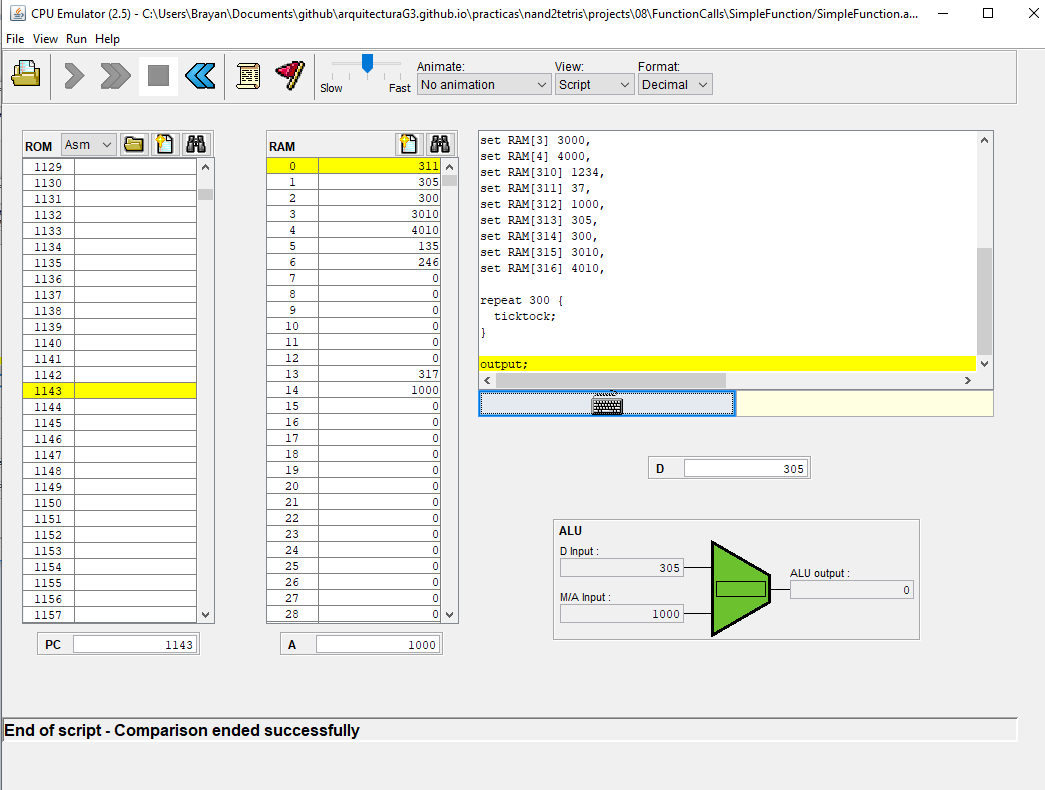 CPU Emulator (2.5) - C:\Users\Brayan\Documents\github\arquitecturaG3.github.io\practicas\nand2tetris\projects\08\FunctionCalls\SimpleFunction/SimpleFunction.a...
File View Run Help
Slow Fast
Animate: View: Format:
No animation Script Decimal
ROM Asm
1129
1130
1131
1132
1133
1134
1135
1136
1137
1138
1139
1140
1141
1142
1143
1144
1145
1146
1147
1148
1149
1150
1151
1152
1153
1154
1155
1156
1157
PC 1143
RAM
0 311
1 305
2 300
3 3010
4 4010
5 135
6 246
7 0
8 0
9 0
10 0
11 0
12 0
13 317
14 1000
15 0
16 0
17 0
18 0
19 0
20 0
21 0
22 0
23 0
24 0
25 0
26 0
27 0
28 0
A 1000
set RAM[3] 3000,
set RAM[4] 4000,
set RAM[310] 1234,
set RAM[311] 37,
set RAM[312] 1000,
set RAM[313] 305,
set RAM[314] 300,
set RAM[315] 3010,
set RAM[316] 4010,
repeat 300 {
ticktock;
}
output;
D 305
ALU
D Input :
305
M/A Input :
1000
ALU output :
0
End of script - Comparison ended successfully